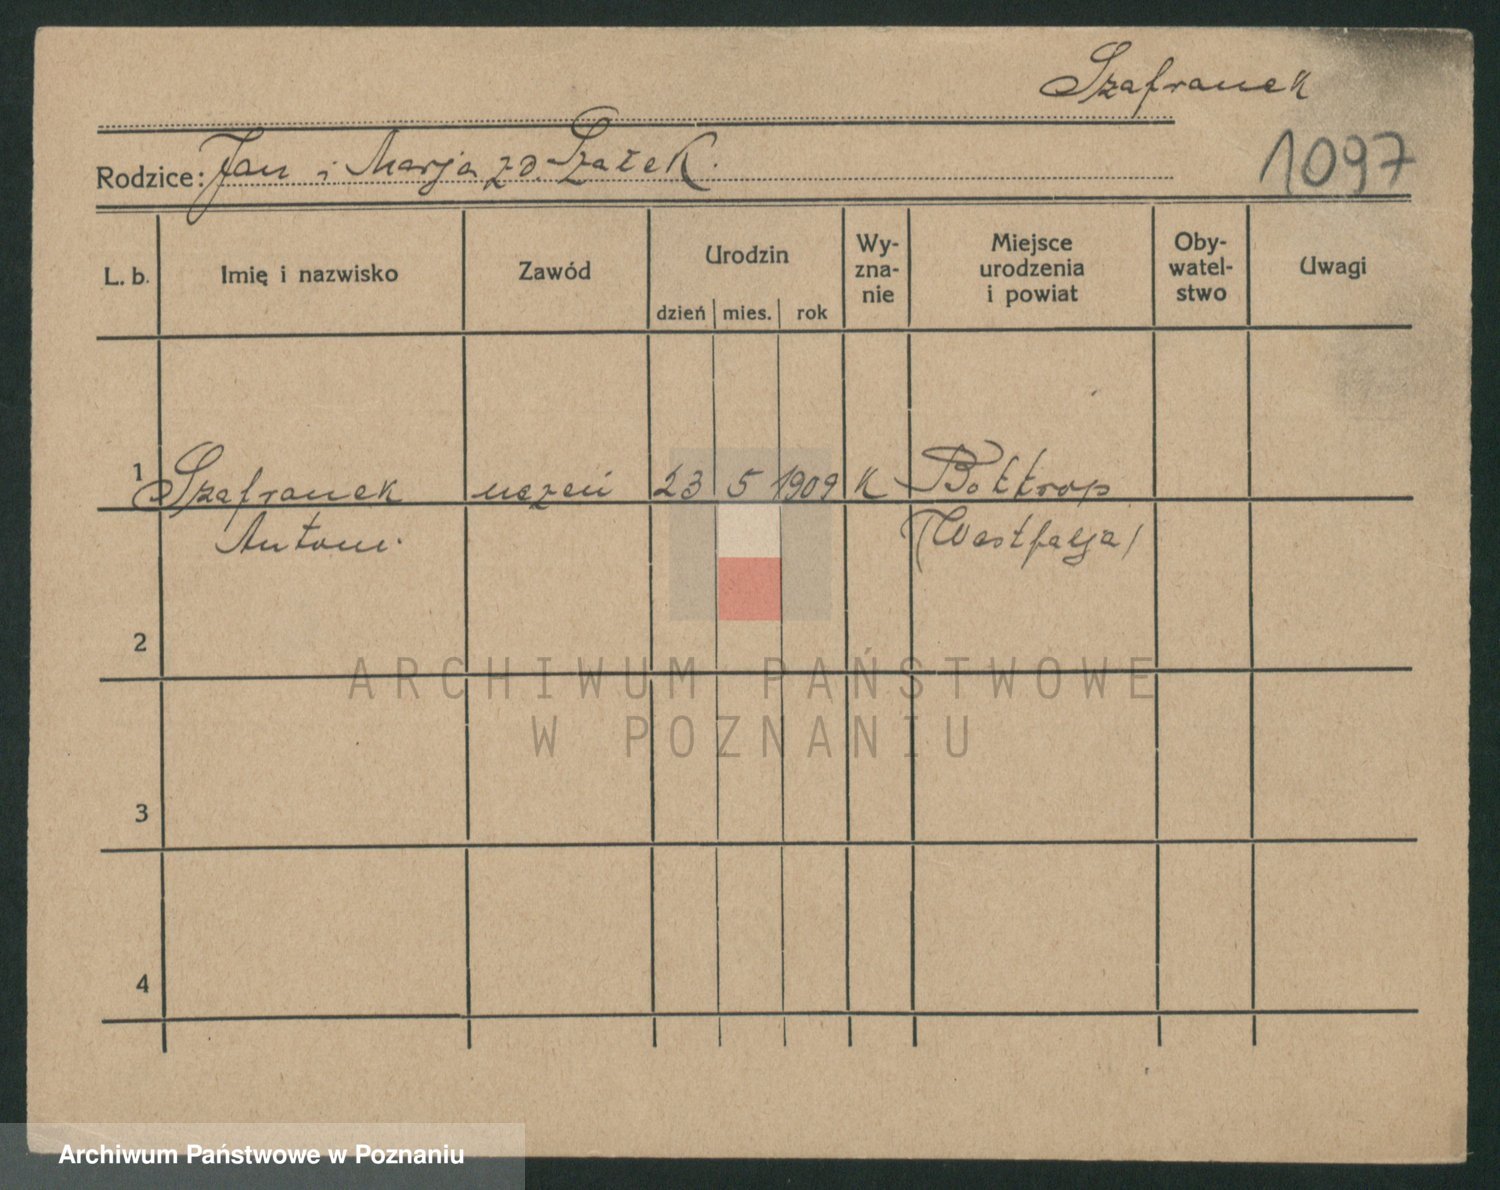 Szafranek
Rodzice: Jan i Marja zd. Szałek.
1097
L. b.
Imię i nazwisko
Zawód
Urodzin
dzień mies. rok
Wy-
zna-
nie
Miejsce
urodzenia
i powiat
Oby-
watel-
stwo
Uwagi
1 Szafranek uczeń 23 5 1909 K Bottrop
Antoni. (Westfalja)
2
ARCHIWUM PAŃSTWOWE
W POZNANIU
3
4
Archiwum Państwowe w Poznaniu